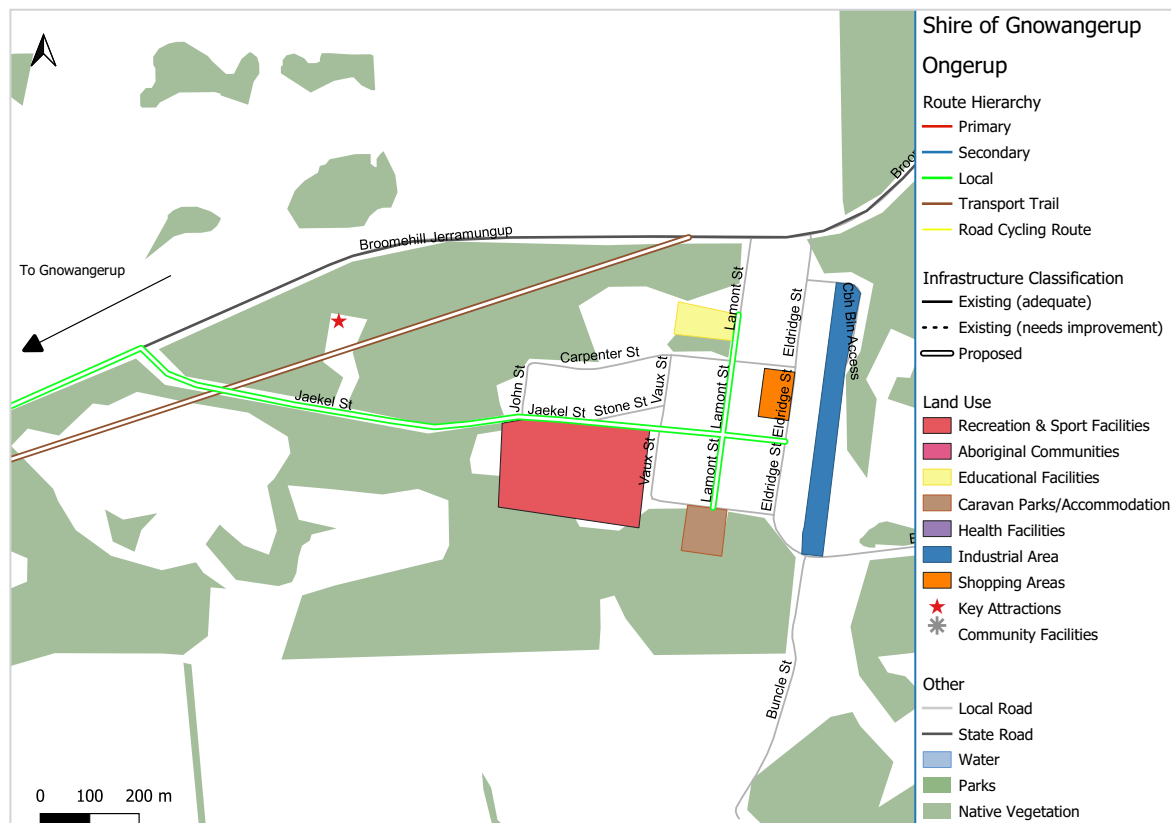 Shire of Gnowangerup
Ongerup
Route Hierarchy
Primary
Secondary
Local
Transport Trail
Road Cycling Route
Infrastructure Classification
Existing (adequate)
Existing (needs improvement)
Proposed
Land Use
Recreation & Sport Facilities
Aboriginal Communities
Educational Facilities
Caravan Parks/Accommodation
Health Facilities
Industrial Area
Shopping Areas
Key Attractions
Community Facilities
Other
Local Road
State Road
Water
Parks
Native Vegetation
Broomehill Jerramungup
To Gnowangerup
Lamont St
Eldridge St
Cbh Bin Access
Carpenter St
Vaux St
John St
Lamont St
Eldridge St
Jaekel St
Jaekel St
Stone St
Vaux St
Lamont St
Eldridge St
Buncle St
0 100 200 m